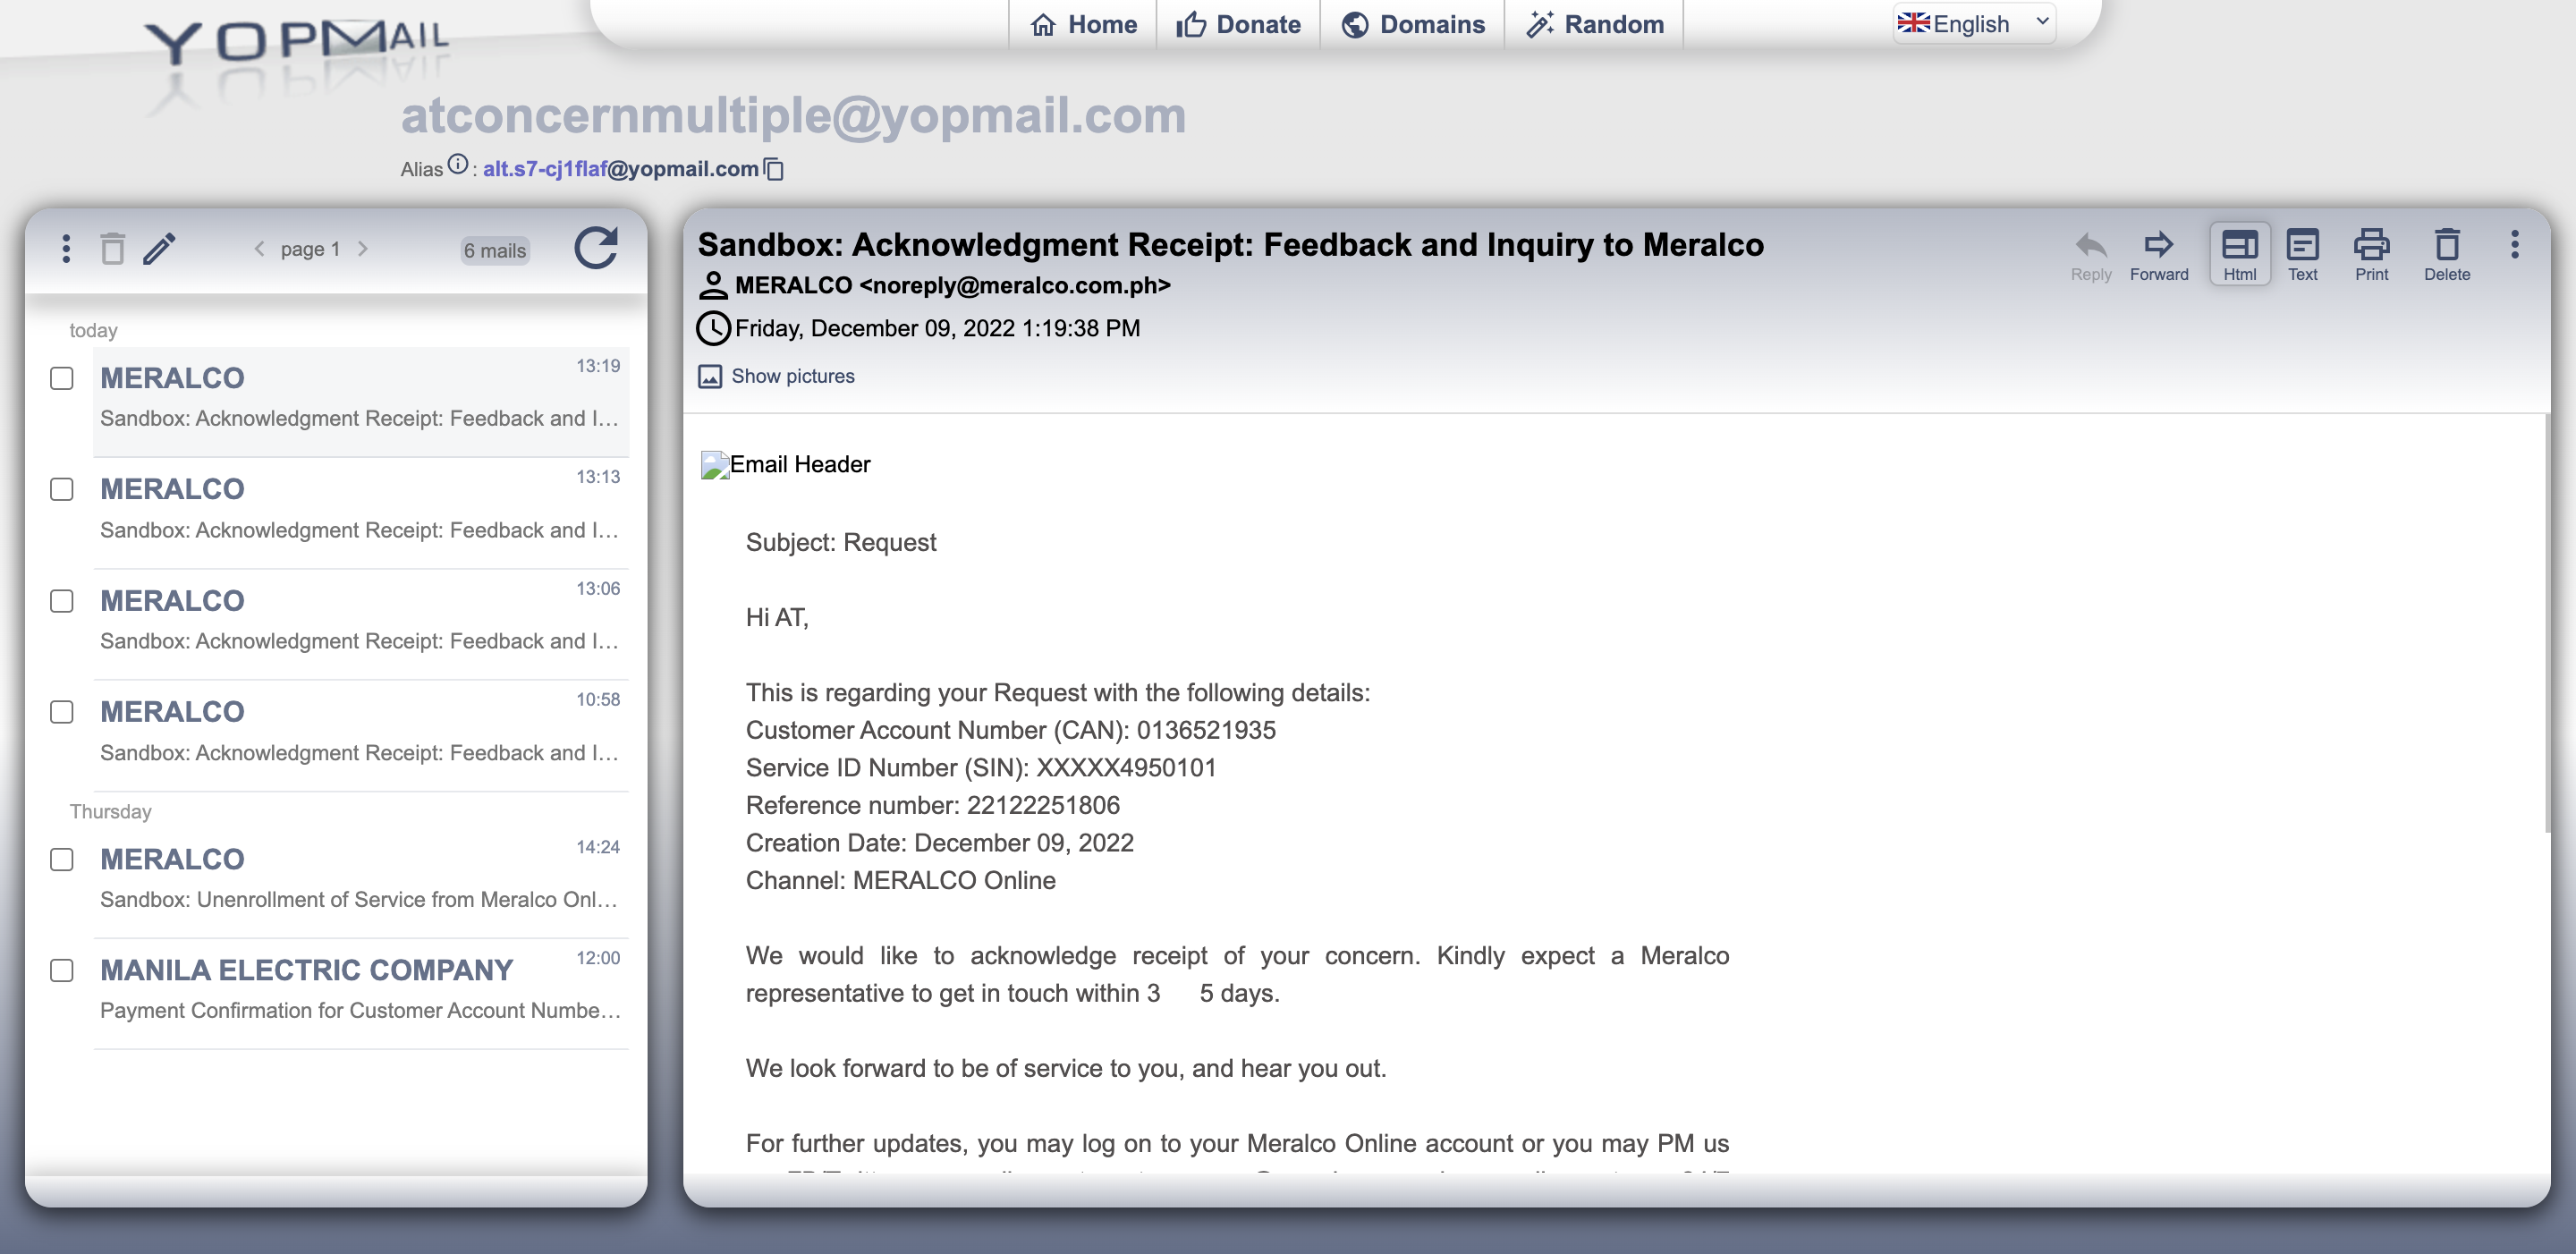 YOPMAIL
Home
Donate
Domains
Random
English
atconcernmultiple@yopmail.com
Alias : alt.s7-cj1flaf@yopmail.com
page 1
6 mails
today
MERALCO
13:19
Sandbox: Acknowledgment Receipt: Feedback and I...
MERALCO
13:13
Sandbox: Acknowledgment Receipt: Feedback and I...
MERALCO
13:06
Sandbox: Acknowledgment Receipt: Feedback and I...
MERALCO
10:58
Sandbox: Acknowledgment Receipt: Feedback and I...
Thursday
MERALCO
14:24
Sandbox: Unenrollment of Service from Meralco Onl...
MANILA ELECTRIC COMPANY
12:00
Payment Confirmation for Customer Account Numbe...
Sandbox: Acknowledgment Receipt: Feedback and Inquiry to Meralco
MERALCO <noreply@meralco.com.ph>
Friday, December 09, 2022 1:19:38 PM
Show pictures
Reply
Forward
Html
Text
Print
Delete
Email Header
Subject: Request
Hi AT,
This is regarding your Request with the following details:
Customer Account Number (CAN): 0136521935
Service ID Number (SIN): XXXXX4950101
Reference number: 22122251806
Creation Date: December 09, 2022
Channel: MERALCO Online
We would like to acknowledge receipt of your concern. Kindly expect a Meralco
representative to get in touch within 3 5 days.
We look forward to be of service to you, and hear you out.
For further updates, you may log on to your Meralco Online account or you may PM us